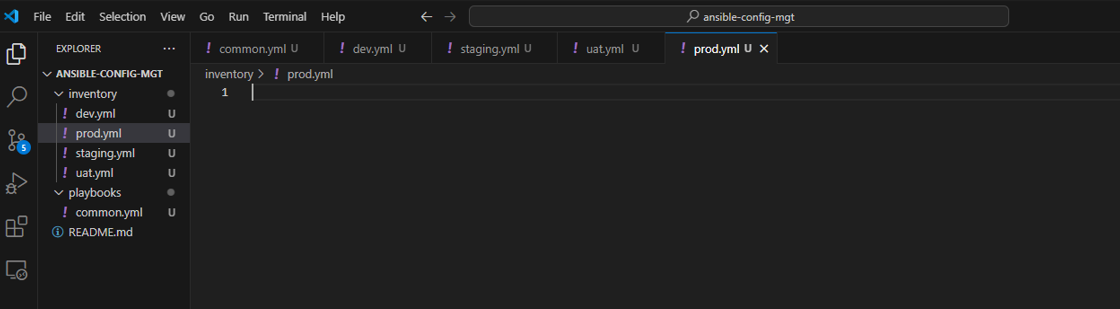 File Edit Selection View Go Run Terminal Help ansible-config-mgt
EXPLORER
! common.yml U ! dev.yml U ! staging.yml U ! uat.yml U ! prod.yml U
ANSIBLE-CONFIG-MGT
inventory > ! prod.yml
inventory
1
! dev.yml U
! prod.yml U
5
! staging.yml U
! uat.yml U
playbooks
! common.yml U
README.md